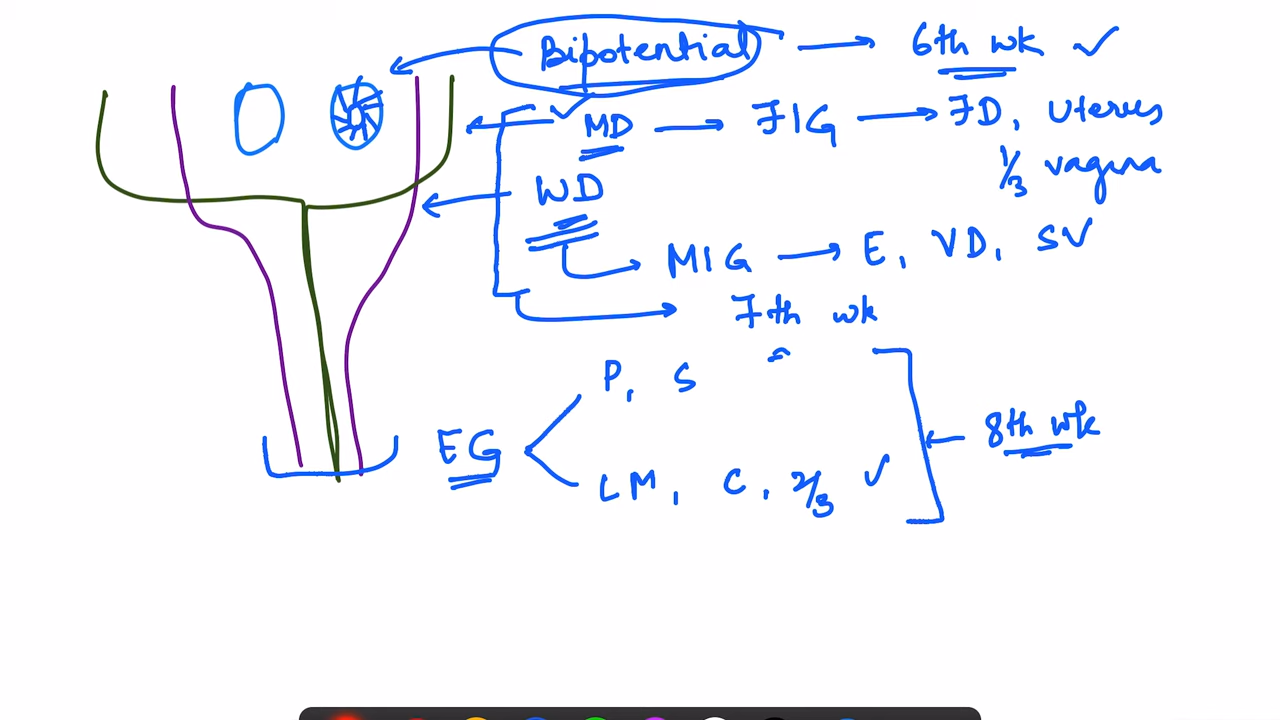 Bipotential → 6th wk ✓
MD → FIG → FD, Uterus
1/3 vagina
WD
MIG → E, VD, SV
7th wk
P, S
EG
8th wk
LM, C, 2/3 V